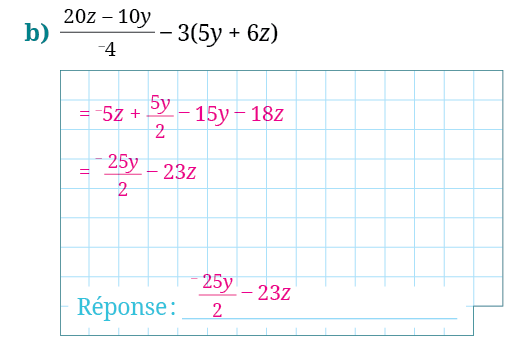 b) (20z – 10y)/⁻4 – 3(5y + 6z)
= ⁻5z + 5y/2 – 15y – 18z
= ⁻25y/2 – 23z
Réponse : ⁻25y/2 – 23z